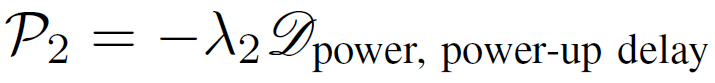 𝒫₂ = −λ₂𝒟power, power-up delay